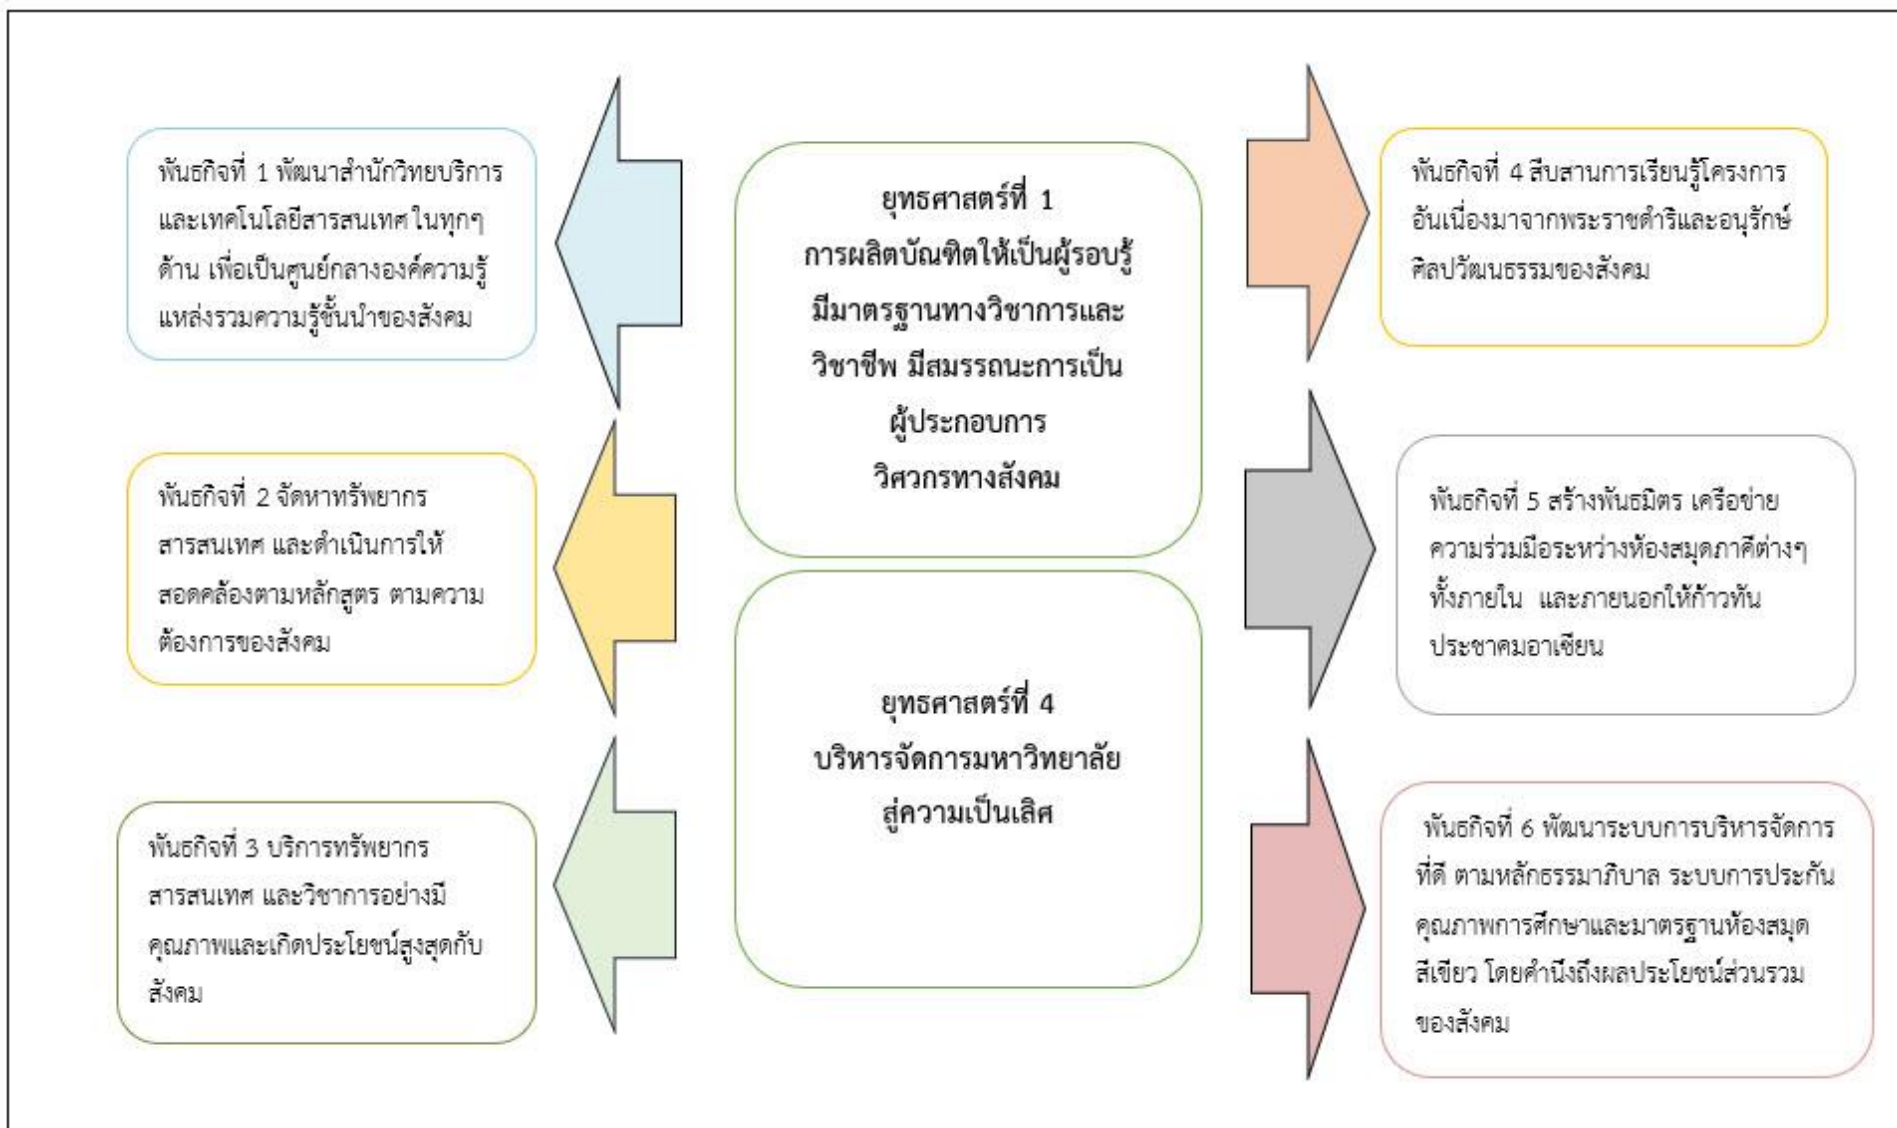 พันธกิจที่ 1 พัฒนาสำนักวิทยบริการ
และเทคโนโลยีสารสนเทศ ในทุกๆ
ด้าน เพื่อเป็นศูนย์กลางองค์ความรู้
แหล่งรวมความรู้ชั้นนำของสังคม
พันธกิจที่ 2 จัดหาทรัพยากร
สารสนเทศ และดำเนินการให้
สอดคล้องตามหลักสูตร ตามความ
ต้องการของสังคม
พันธกิจที่ 3 บริการทรัพยากร
สารสนเทศ และวิชาการอย่างมี
คุณภาพและเกิดประโยชน์สูงสุดกับ
สังคม
ยุทธศาสตร์ที่ 1
การผลิตบัณฑิตให้เป็นผู้รอบรู้
มีมาตรฐานทางวิชาการและ
วิชาชีพ มีสมรรถนะการเป็น
ผู้ประกอบการ
วิศวกรทางสังคม
ยุทธศาสตร์ที่ 4
บริหารจัดการมหาวิทยาลัย
สู่ความเป็นเลิศ
พันธกิจที่ 4 สืบสานการเรียนรู้โครงการ
อันเนื่องมาจากพระราชดำริและอนุรักษ์
ศิลปวัฒนธรรมของสังคม
พันธกิจที่ 5 สร้างพันธมิตร เครือข่าย
ความร่วมมือระหว่างห้องสมุดภาคีต่างๆ
ทั้งภายใน และภายนอกให้ก้าวทัน
ประชาคมอาเซียน
พันธกิจที่ 6 พัฒนาระบบการบริหารจัดการ
ที่ดี ตามหลักธรรมาภิบาล ระบบการประกัน
คุณภาพการศึกษาและมาตรฐานห้องสมุด
สีเขียว โดยคำนึงถึงผลประโยชน์ส่วนรวม
ของสังคม